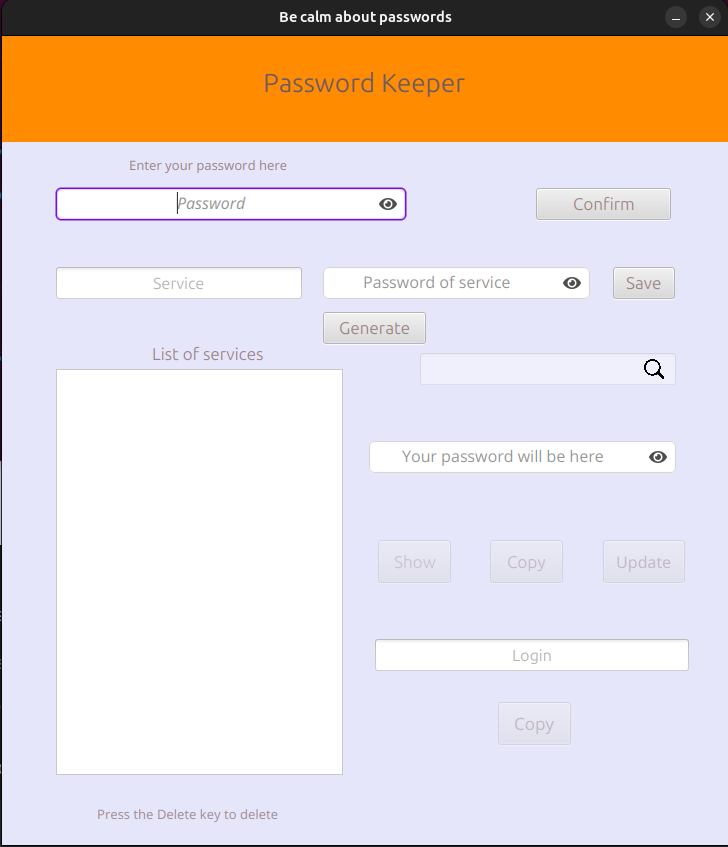 Be calm about passwords
Password Keeper
Enter your password here
Password
Confirm
Service
Password of service
Save
Generate
List of services
Your password will be here
Show
Copy
Update
Login
Copy
Press the Delete key to delete